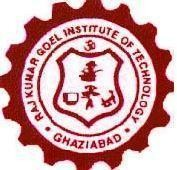 RAJ KUMAR GOEL INSTITUTE OF TECHNOLOGY
GHAZIABAD
ॐ